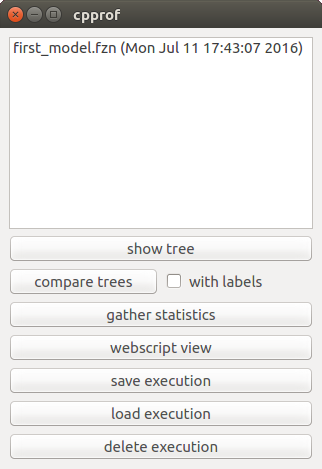 cpprof
first_model.fzn (Mon Jul 11 17:43:07 2016)
show tree
compare trees with labels
gather statistics
webscript view
save execution
load execution
delete execution